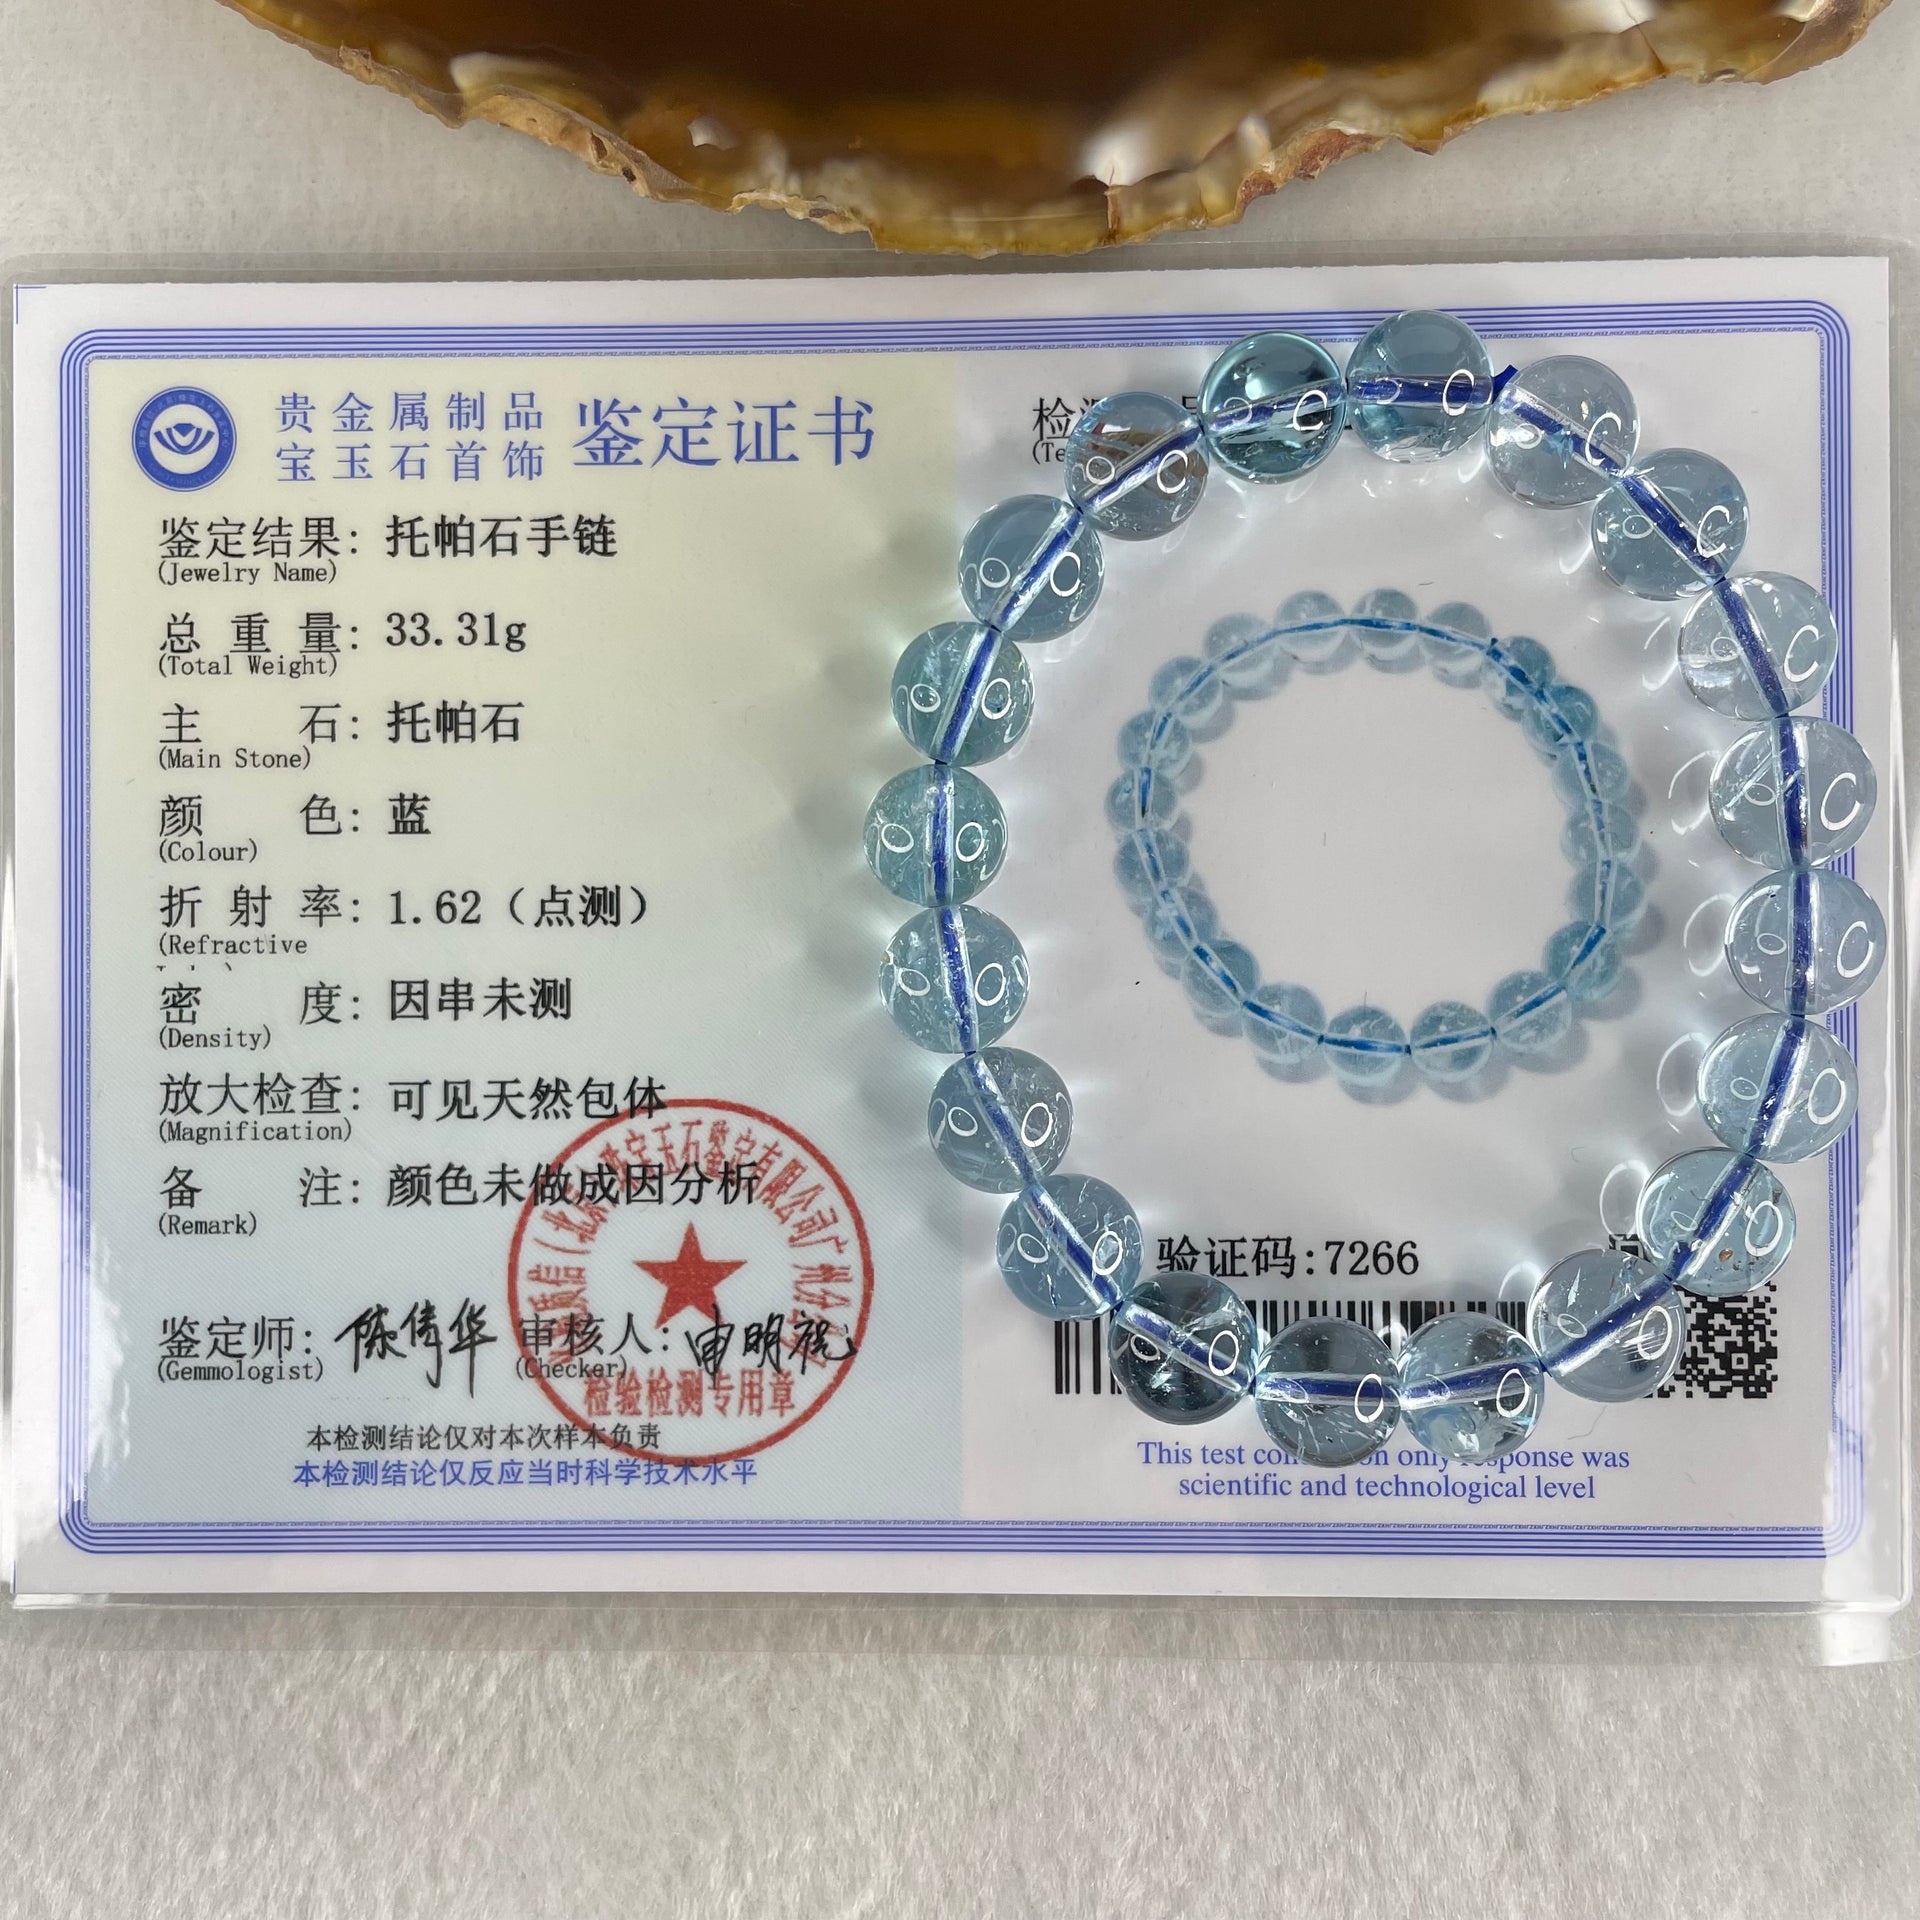 贵金属制品
宝玉石首饰
鉴定证书
鉴定结果: 托帕石手链
(Jewelry Name)
总重量: 33.31g
(Total Weight)
主石: 托帕石
(Main Stone)
颜色: 蓝
(Colour)
折射率: 1.62（点测）
(Refractive
密度: 因串未测
(Density)
放大检查: 可见天然包体
(Magnification)
备注: 颜色未做成因分析
(Remark)
鉴定师:
(Gemmologist)
审核人: 申明
(Checker)
检验检测专用章
本检测结论仅对本次样本负责
本检测结论仅反应当时科学技术水平
检
(Te
验证码:7266
This test con on only response was
scientific and technological level